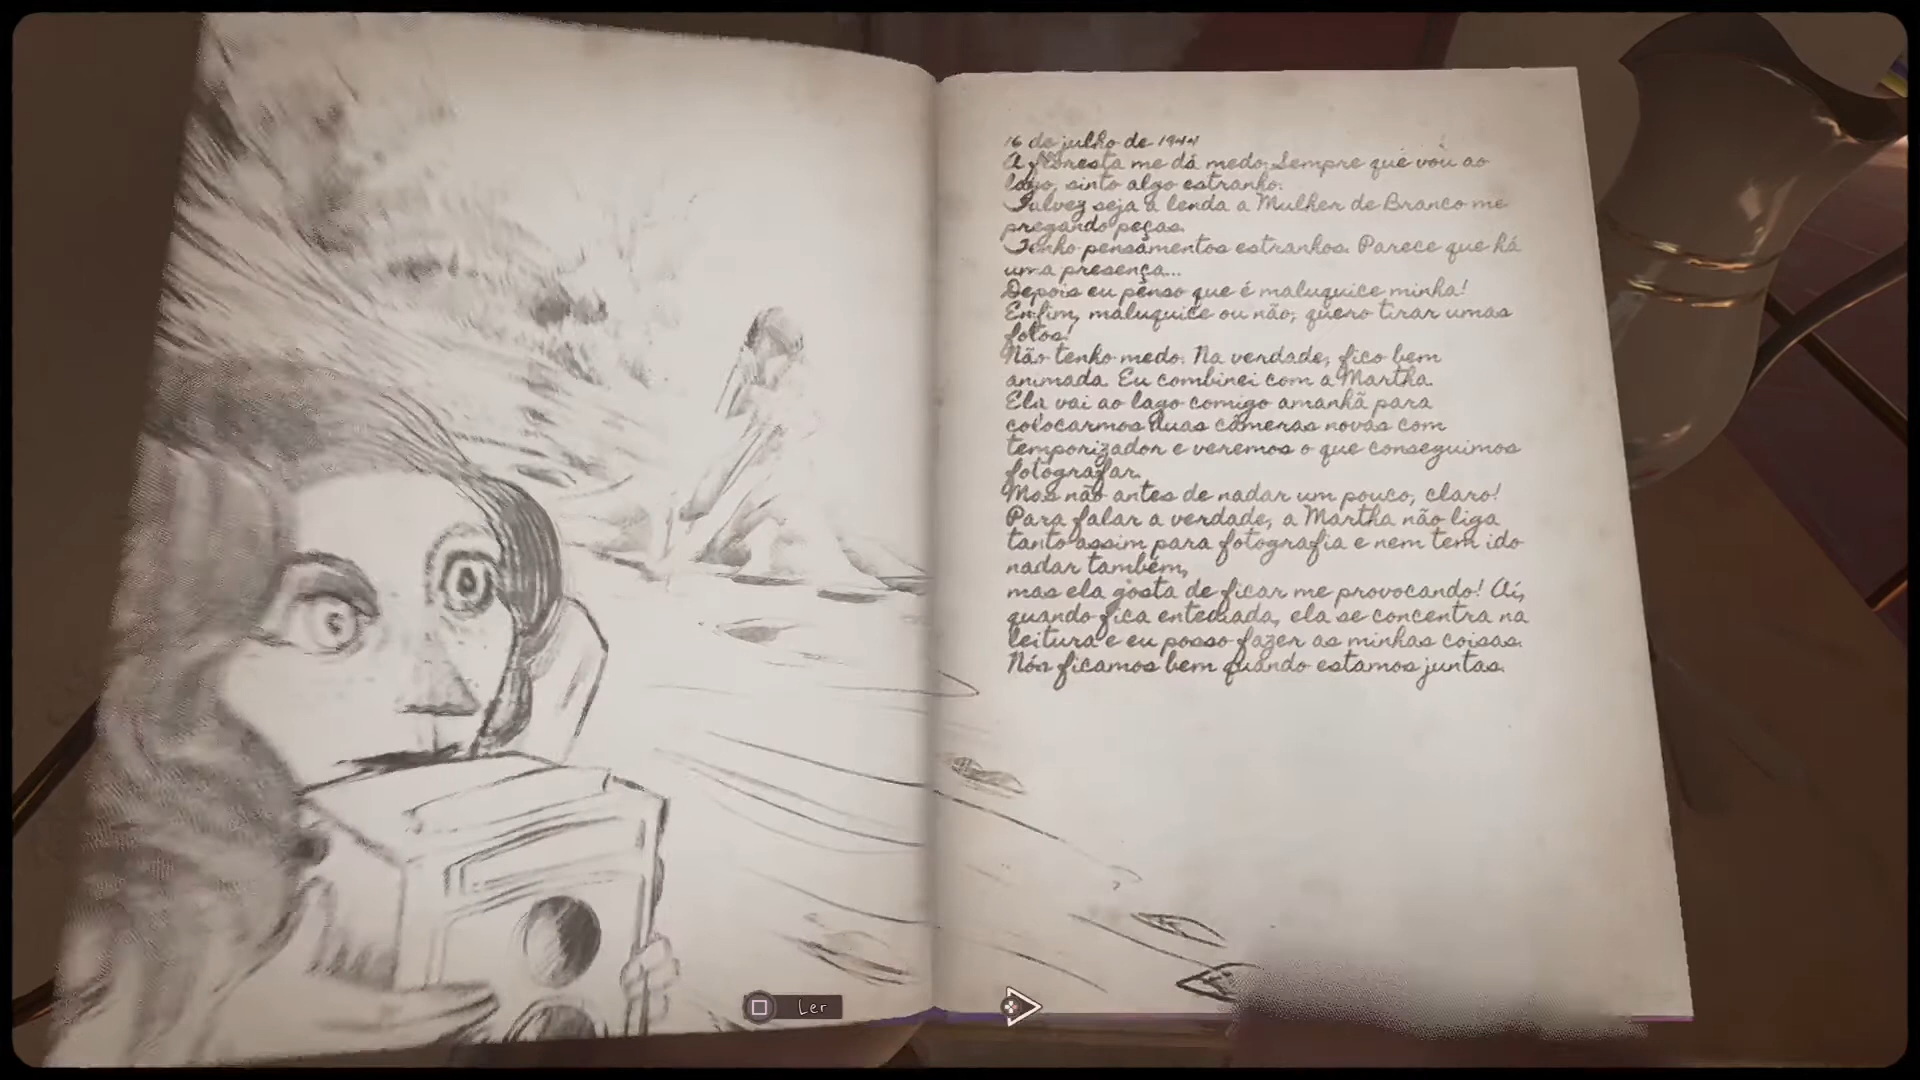 16 de julho de 1944
A floresta me dá medo. Sempre que vou ao
lago, sinto algo estranho.
Talvez seja a lenda a Mulher de Branco me
pregando peças.
Tenho pensamentos estranhos. Parece que há
uma presença...
Depois eu penso que é maluquice minha!
Enfim, maluquice ou não, quero tirar umas
fotos!
Não tenho medo. Na verdade, fico bem
animada. Eu combinei com a Martha.
Ela vai ao lago comigo amanhã para
colocarmos duas câmeras novas com
temporizador e veremos o que conseguimos
fotografar.
Mas não antes de nadar um pouco, claro!
Para falar a verdade, a Martha não liga
tanto assim para fotografia e nem tem ido
nadar também,
mas ela gosta de ficar me provocando! Aí,
quando fica entediada, ela se concentra na
leitura e eu posso fazer as minhas coisas.
Nós ficamos bem quando estamos juntas.
Ler